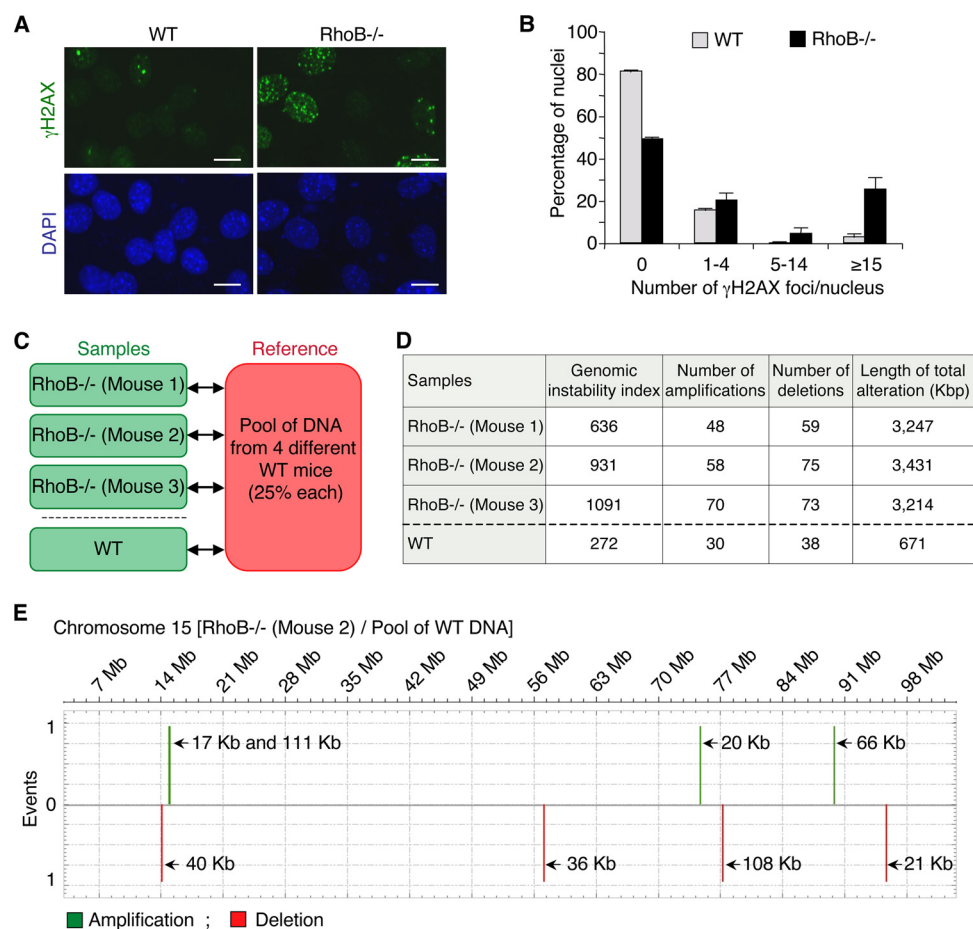 A
WT
RhoB-/-
γH2AX
DAPI
B
WT
RhoB-/-
Percentage of nuclei
100
80
60
40
20
0
0
1-4
5-14
≥15
Number of γH2AX foci/nucleus
C
Samples
Reference
RhoB-/- (Mouse 1)
RhoB-/- (Mouse 2)
RhoB-/- (Mouse 3)
WT
Pool of DNA
from 4 different
WT mice
(25% each)
D
Samples
Genomic
instability index
Number of
amplifications
Number of
deletions
Length of total
alteration (Kbp)
RhoB-/- (Mouse 1) 636 48 59 3,247
RhoB-/- (Mouse 2) 931 58 75 3,431
RhoB-/- (Mouse 3) 1091 70 73 3,214
WT 272 30 38 671
E
Chromosome 15 [RhoB-/- (Mouse 2) / Pool of WT DNA]
7 Mb 14 Mb 21 Mb 28 Mb 35 Mb 42 Mb 49 Mb 56 Mb 63 Mb 70 Mb 77 Mb 84 Mb 91 Mb 98 Mb
Events
1
0
1
17 Kb and 111 Kb
20 Kb
66 Kb
40 Kb
36 Kb
108 Kb
21 Kb
Amplification ; Deletion